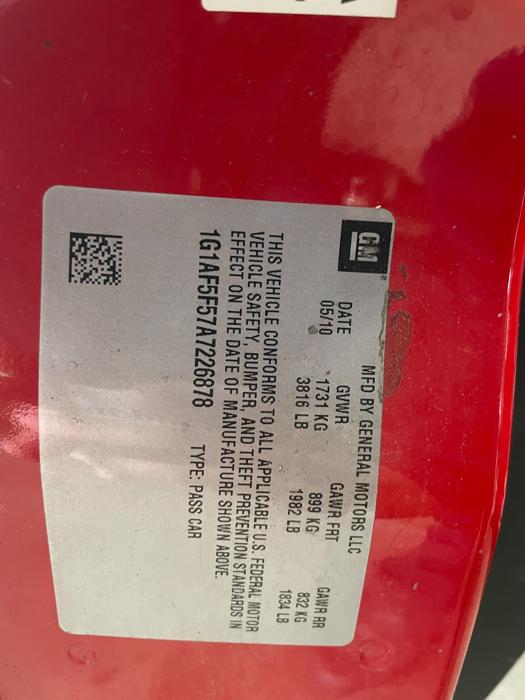 GM
MFD BY GENERAL MOTORS LLC
DATE GVWR GAWR FRT GAWR RR
05/10 1731 KG 899 KG 832 KG
3816 LB 1982 LB 1834 LB
THIS VEHICLE CONFORMS TO ALL APPLICABLE U.S. FEDERAL MOTOR
VEHICLE SAFETY, BUMPER, AND THEFT PREVENTION STANDARDS IN
EFFECT ON THE DATE OF MANUFACTURE SHOWN ABOVE.
1G1AF5F57A7226878 TYPE: PASS CAR